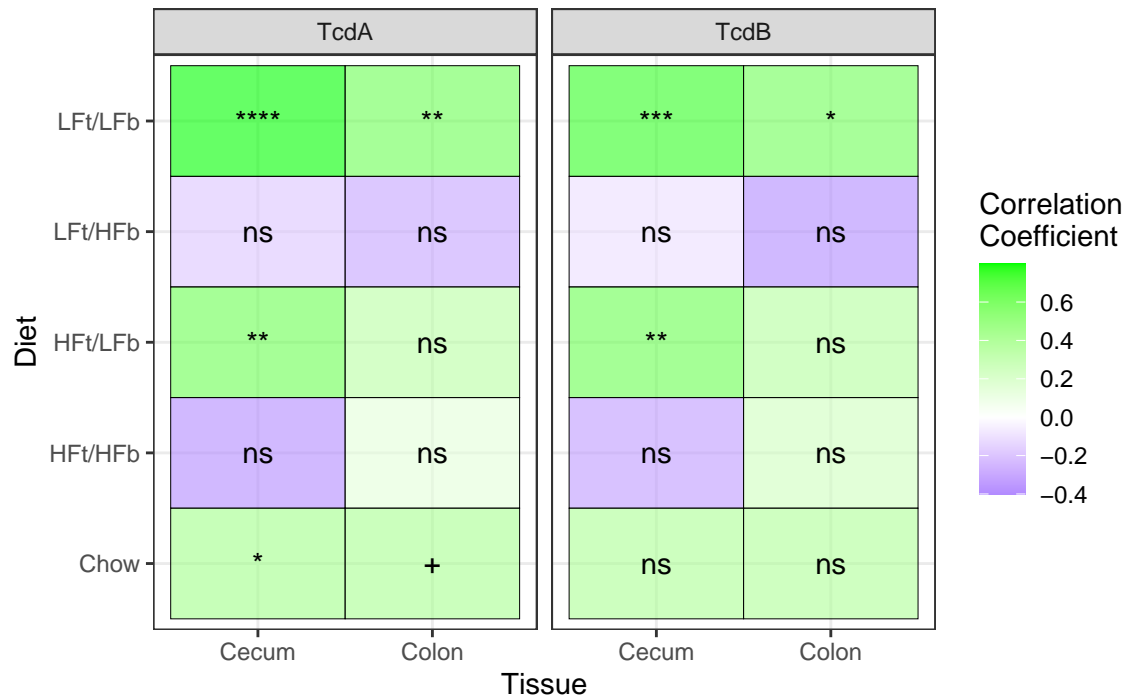 TcdA TcdB
LFt/LFb **** ** *** *
LFt/HFb ns ns ns ns
HFt/LFb ** ns ** ns
HFt/HFb ns ns ns ns
Chow * + ns ns
Cecum Colon Cecum Colon
Tissue
Diet
Correlation
Coefficient
0.6
0.4
0.2
0.0
−0.2
−0.4